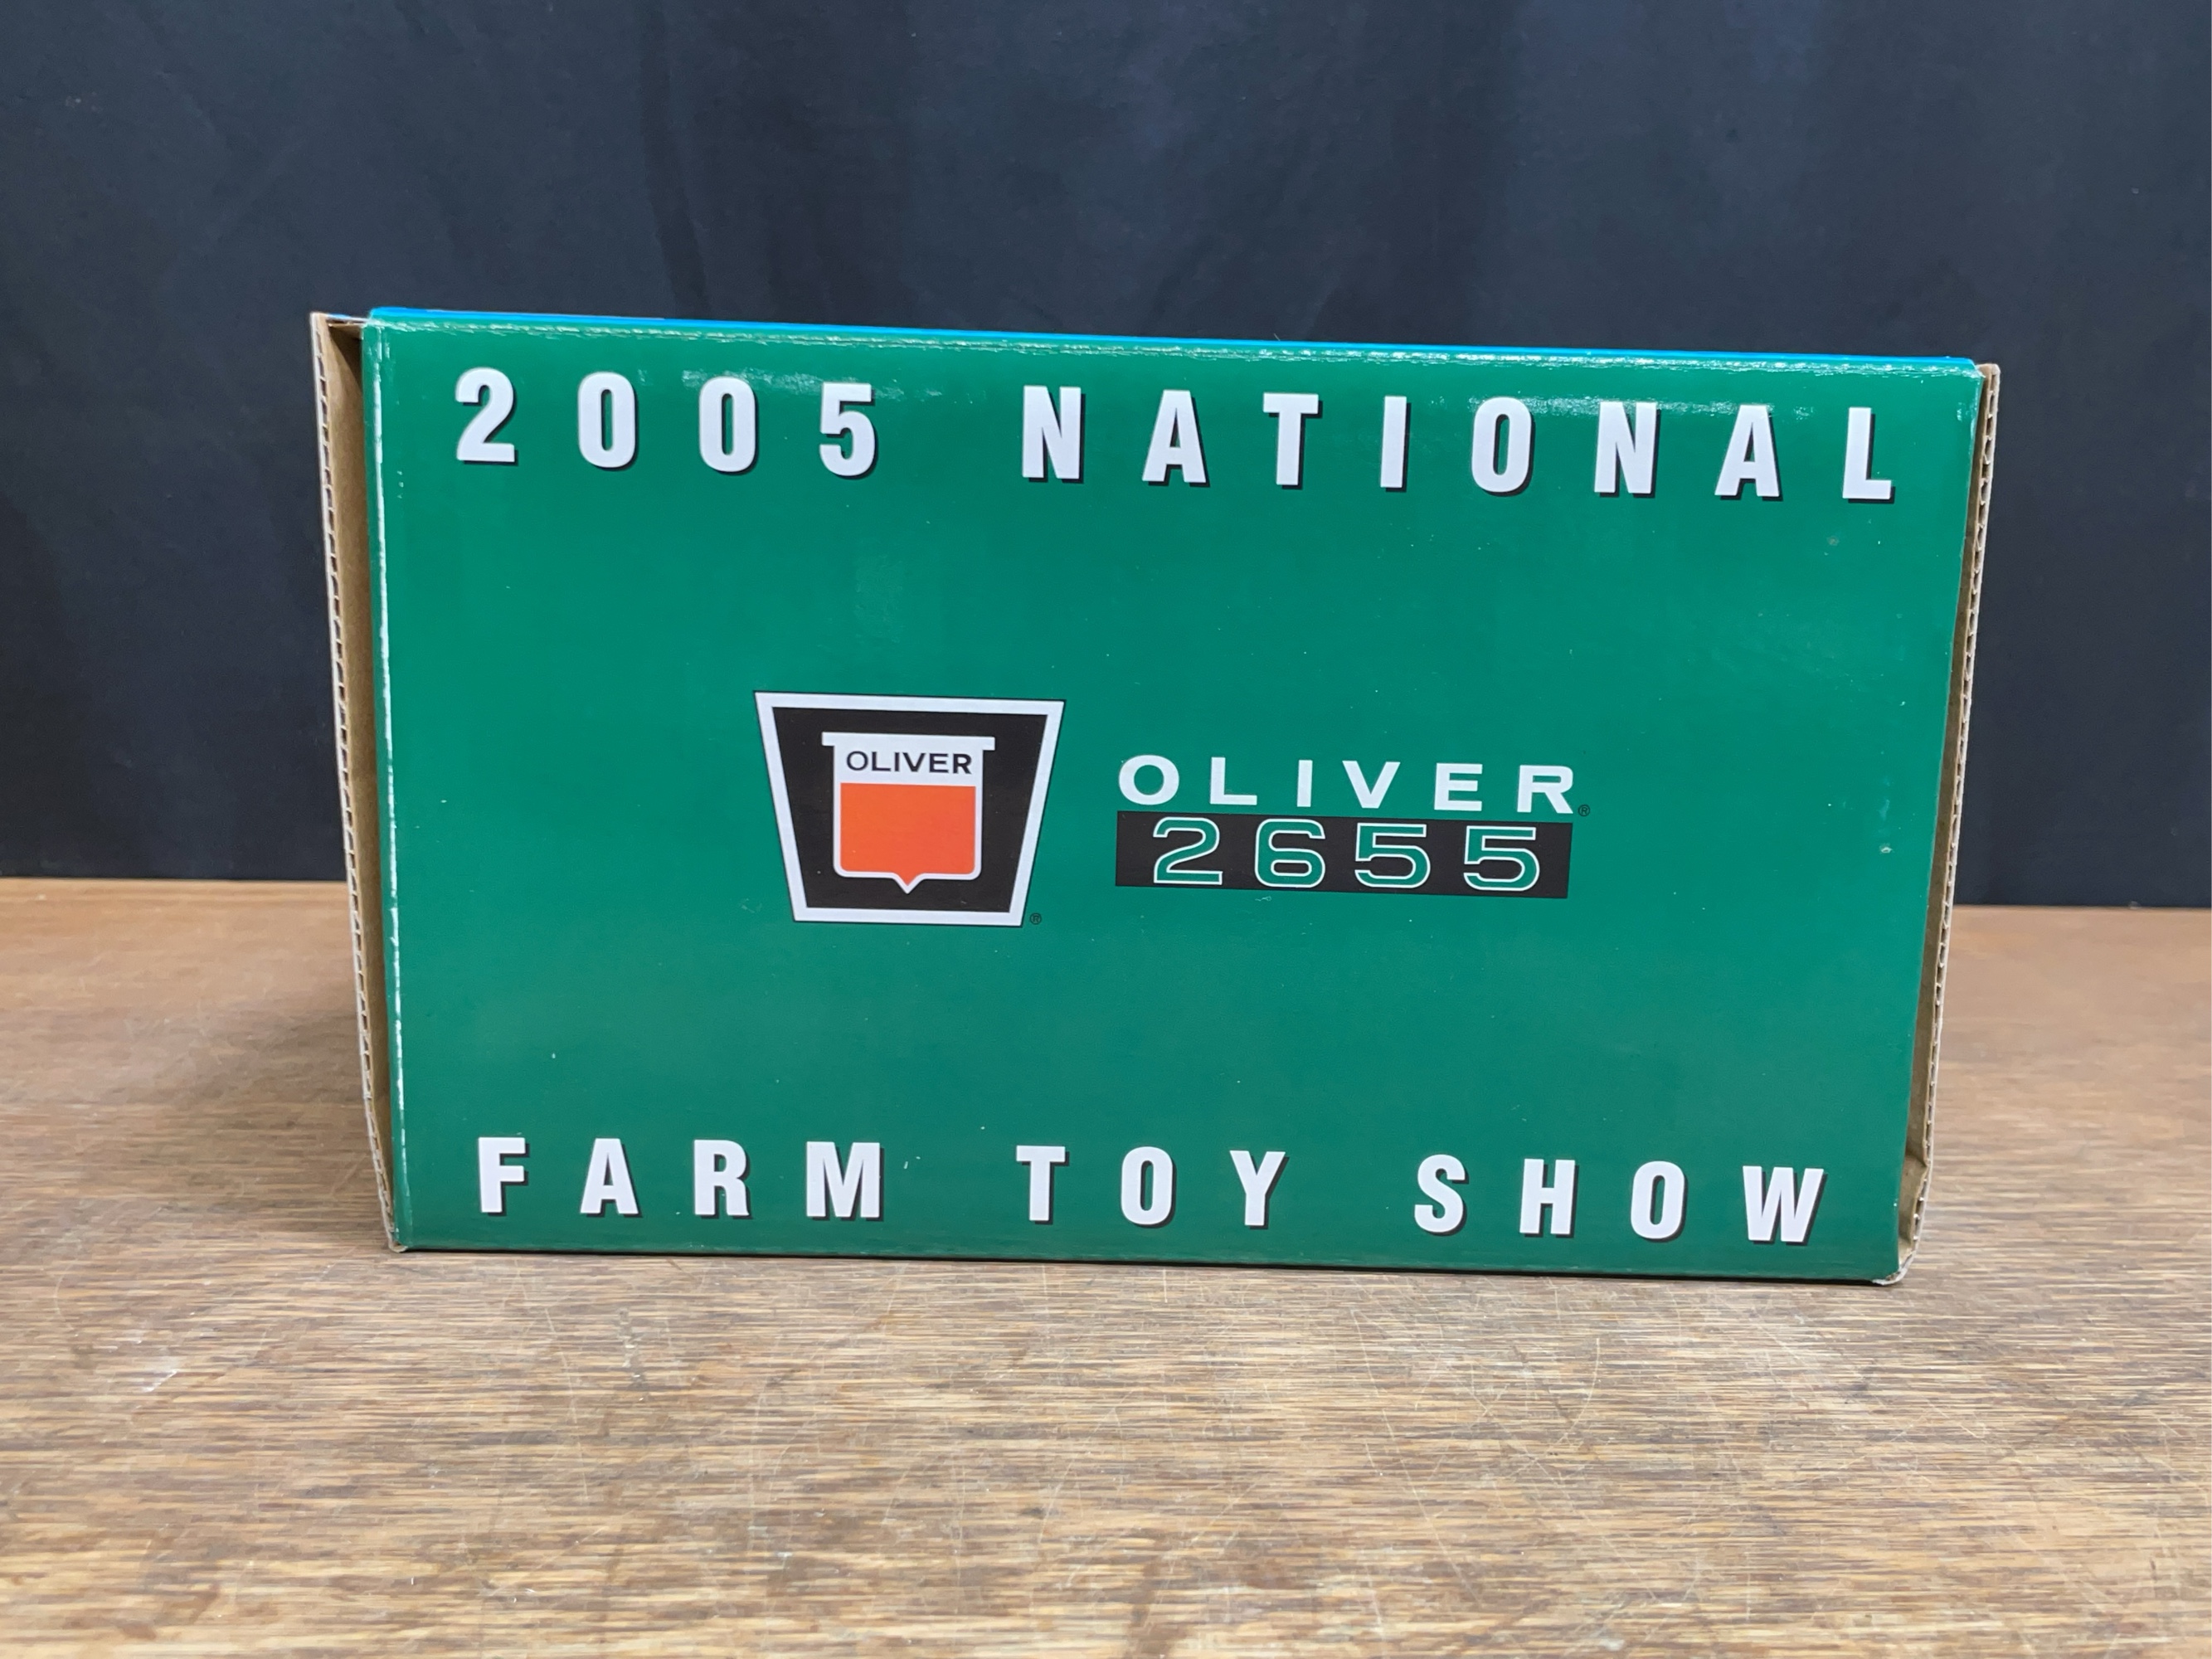 2005 NATIONAL
OLIVER
®
OLIVER®
2655
FARM TOY SHOW